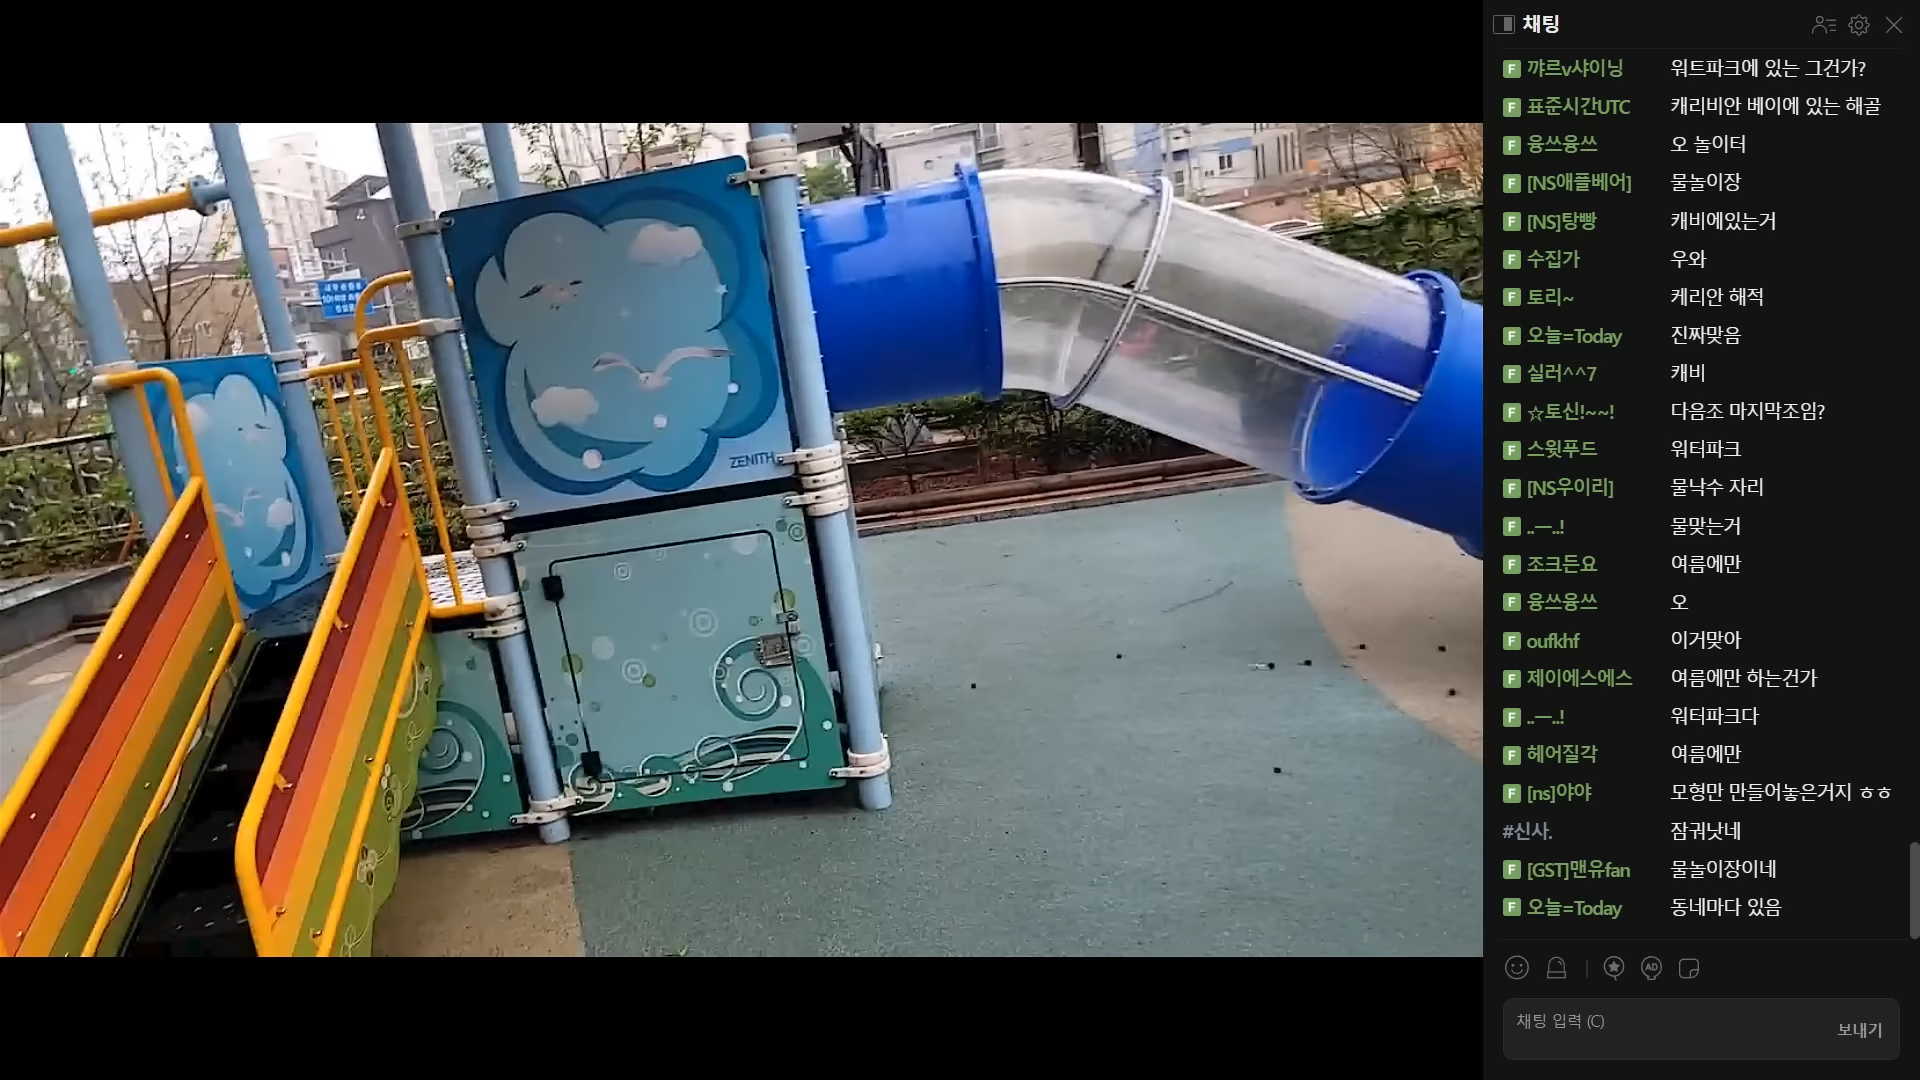 채팅
F 꺄르v샤이닝 워트파크에 있는 그건가?
F 표준시간UTC 캐리비안 베이에 있는 해골
F 융쓰융쓰 오 놀이터
F [NS애플베어] 물놀이장
F [NS]탕빵 캐비에있는거
F 수집가 우와
F 토리~ 케리안 해적
F 오늘=Today 진짜맞음
F 실러^^7 캐비
F ☆토신!~~! 다음조 마지막조임?
F 스윗푸드 워터파크
F [NS우이리] 물낙수 자리
F ..ㅡ..! 물맞는거
F 조크든요 여름에만
F 융쓰융쓰 오
F oufkhf 이거맞아
F 제이에스에스 여름에만 하는건가
F ..ㅡ..! 워터파크다
F 헤어질각 여름에만
F [ns]야야 모형만 만들어놓은거지 ㅎㅎ
#신사. 잠궈낫네
F [GST]맨유fan 물놀이장이네
F 오늘=Today 동네마다 있음
AD
채팅 입력 (C)
보내기
ZENITH